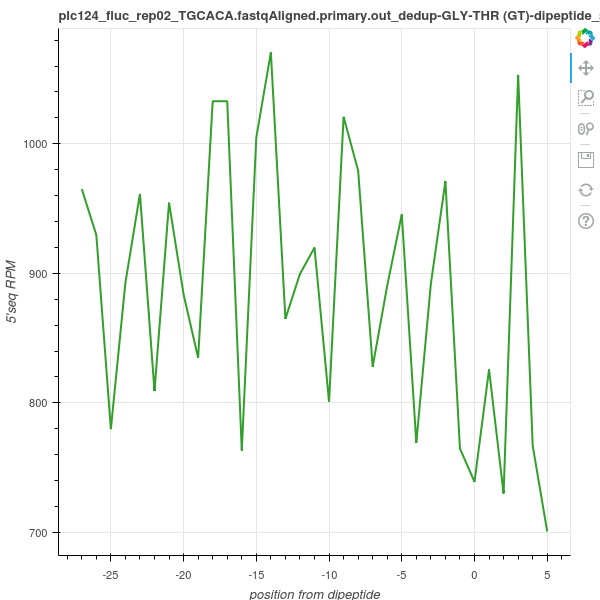 plc124_fluc_rep02_TGCACA.fastqAligned.primary.out_dedup-GLY-THR (GT)-dipeptide_
1000
900
800
700
5'seq RPM
-25 -20 -15 -10 -5 0 5
position from dipeptide